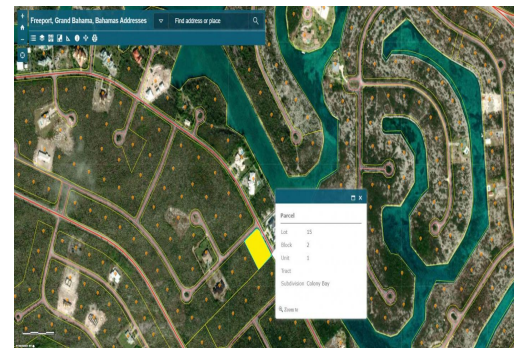 Freeport, Grand Bahama, Bahamas Addresses
Find address or place
Parcel
Lot 15
Block 2
Unit 1
Tract
Subdivision Colony Bay
Zoom to